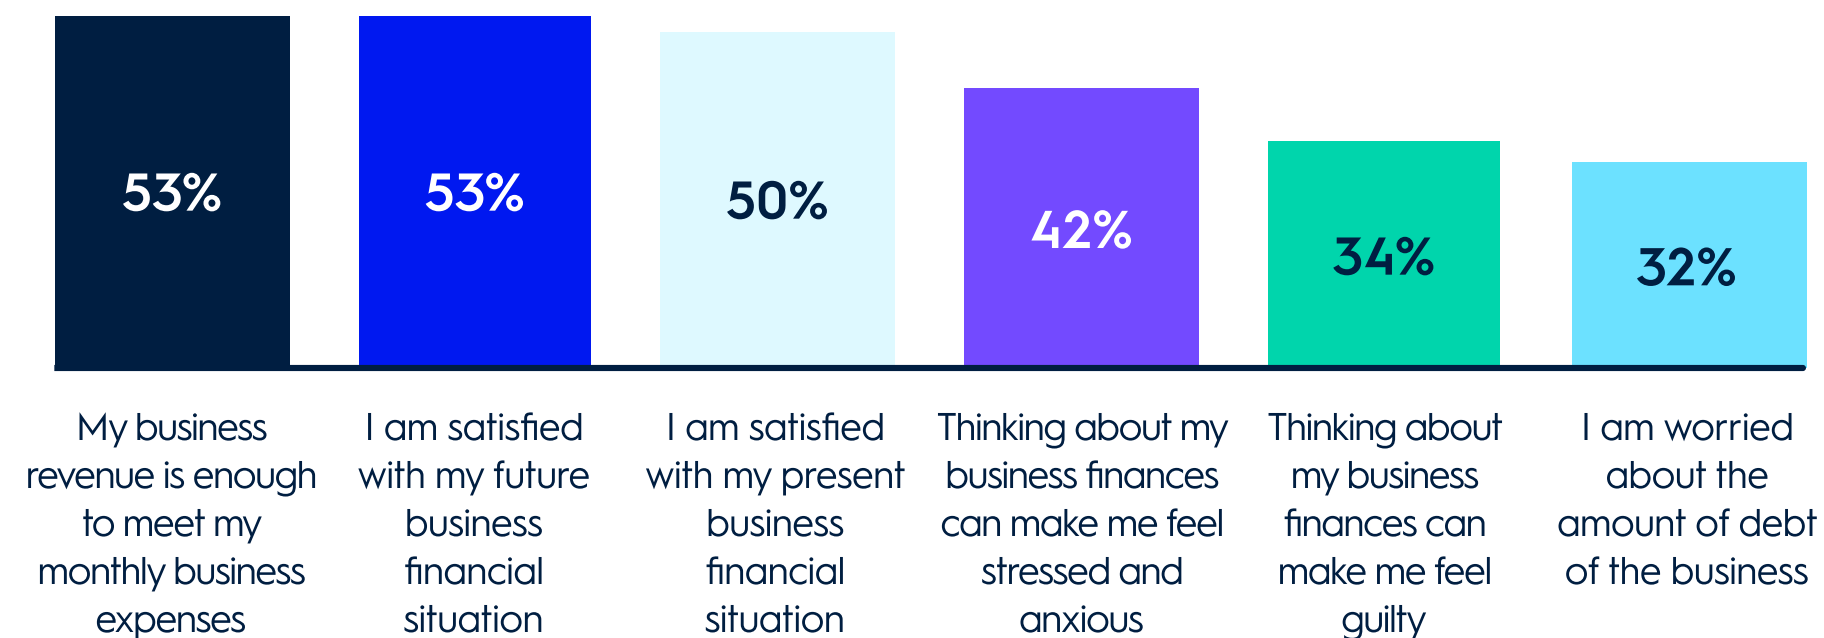 53%
53%
50%
42%
34%
32%
My business
revenue is enough
to meet my
monthly business
expenses
I am satisfied
with my future
business
financial
situation
I am satisfied
with my present
business
financial
situation
Thinking about my
business finances
can make me feel
stressed and
anxious
Thinking about
my business
finances can
make me feel
guilty
I am worried
about the
amount of debt
of the business